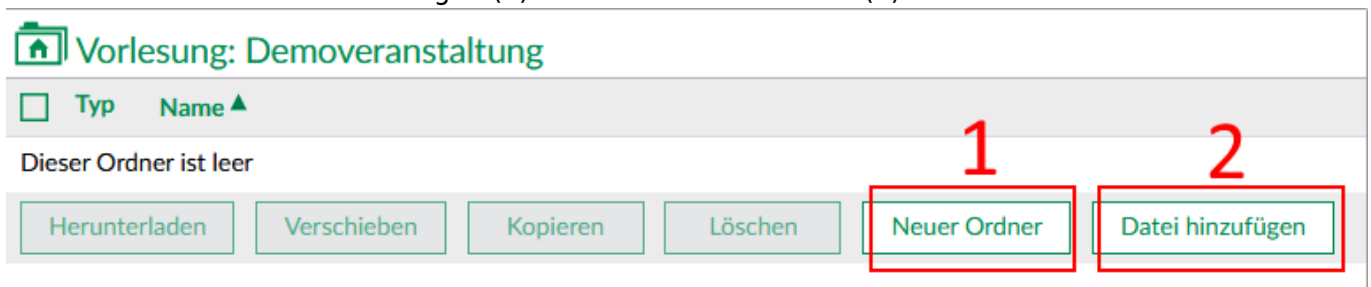 Vorlesung: Demoveranstaltung
Typ Name
1 2
Dieser Ordner ist leer
Herunterladen Verschieben Kopieren Löschen Neuer Ordner Datei hinzufügen